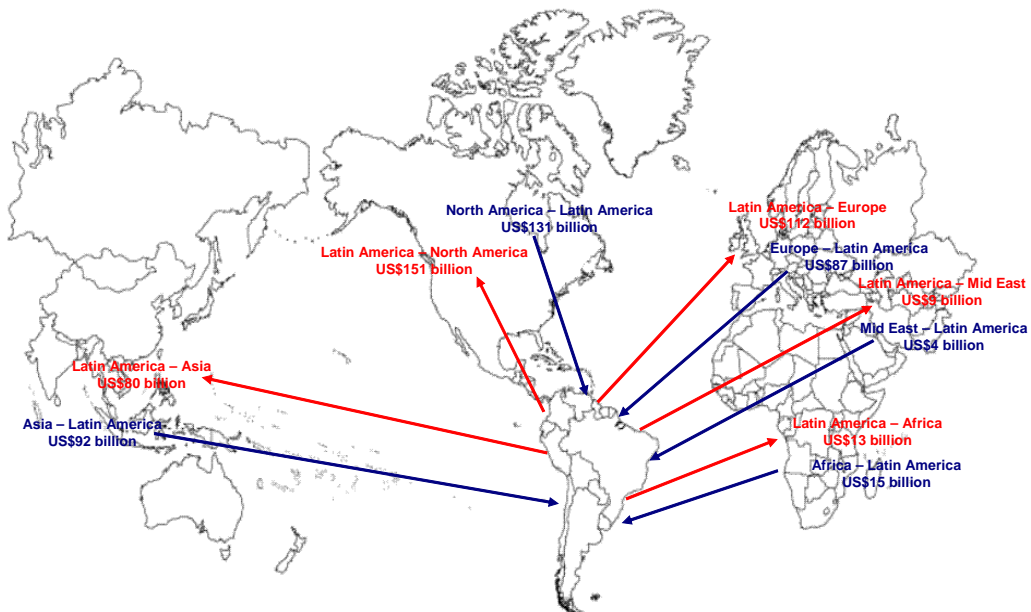 North America – Latin America
US$131 billion
Latin America – Europe
US$112 billion
Latin America – North America
US$151 billion
Europe – Latin America
US$87 billion
Latin America – Mid East
US$9 billion
Mid East – Latin America
US$4 billion
Latin America – Asia
US$80 billion
Asia – Latin America
US$92 billion
Latin America – Africa
US$13 billion
Africa – Latin America
US$15 billion